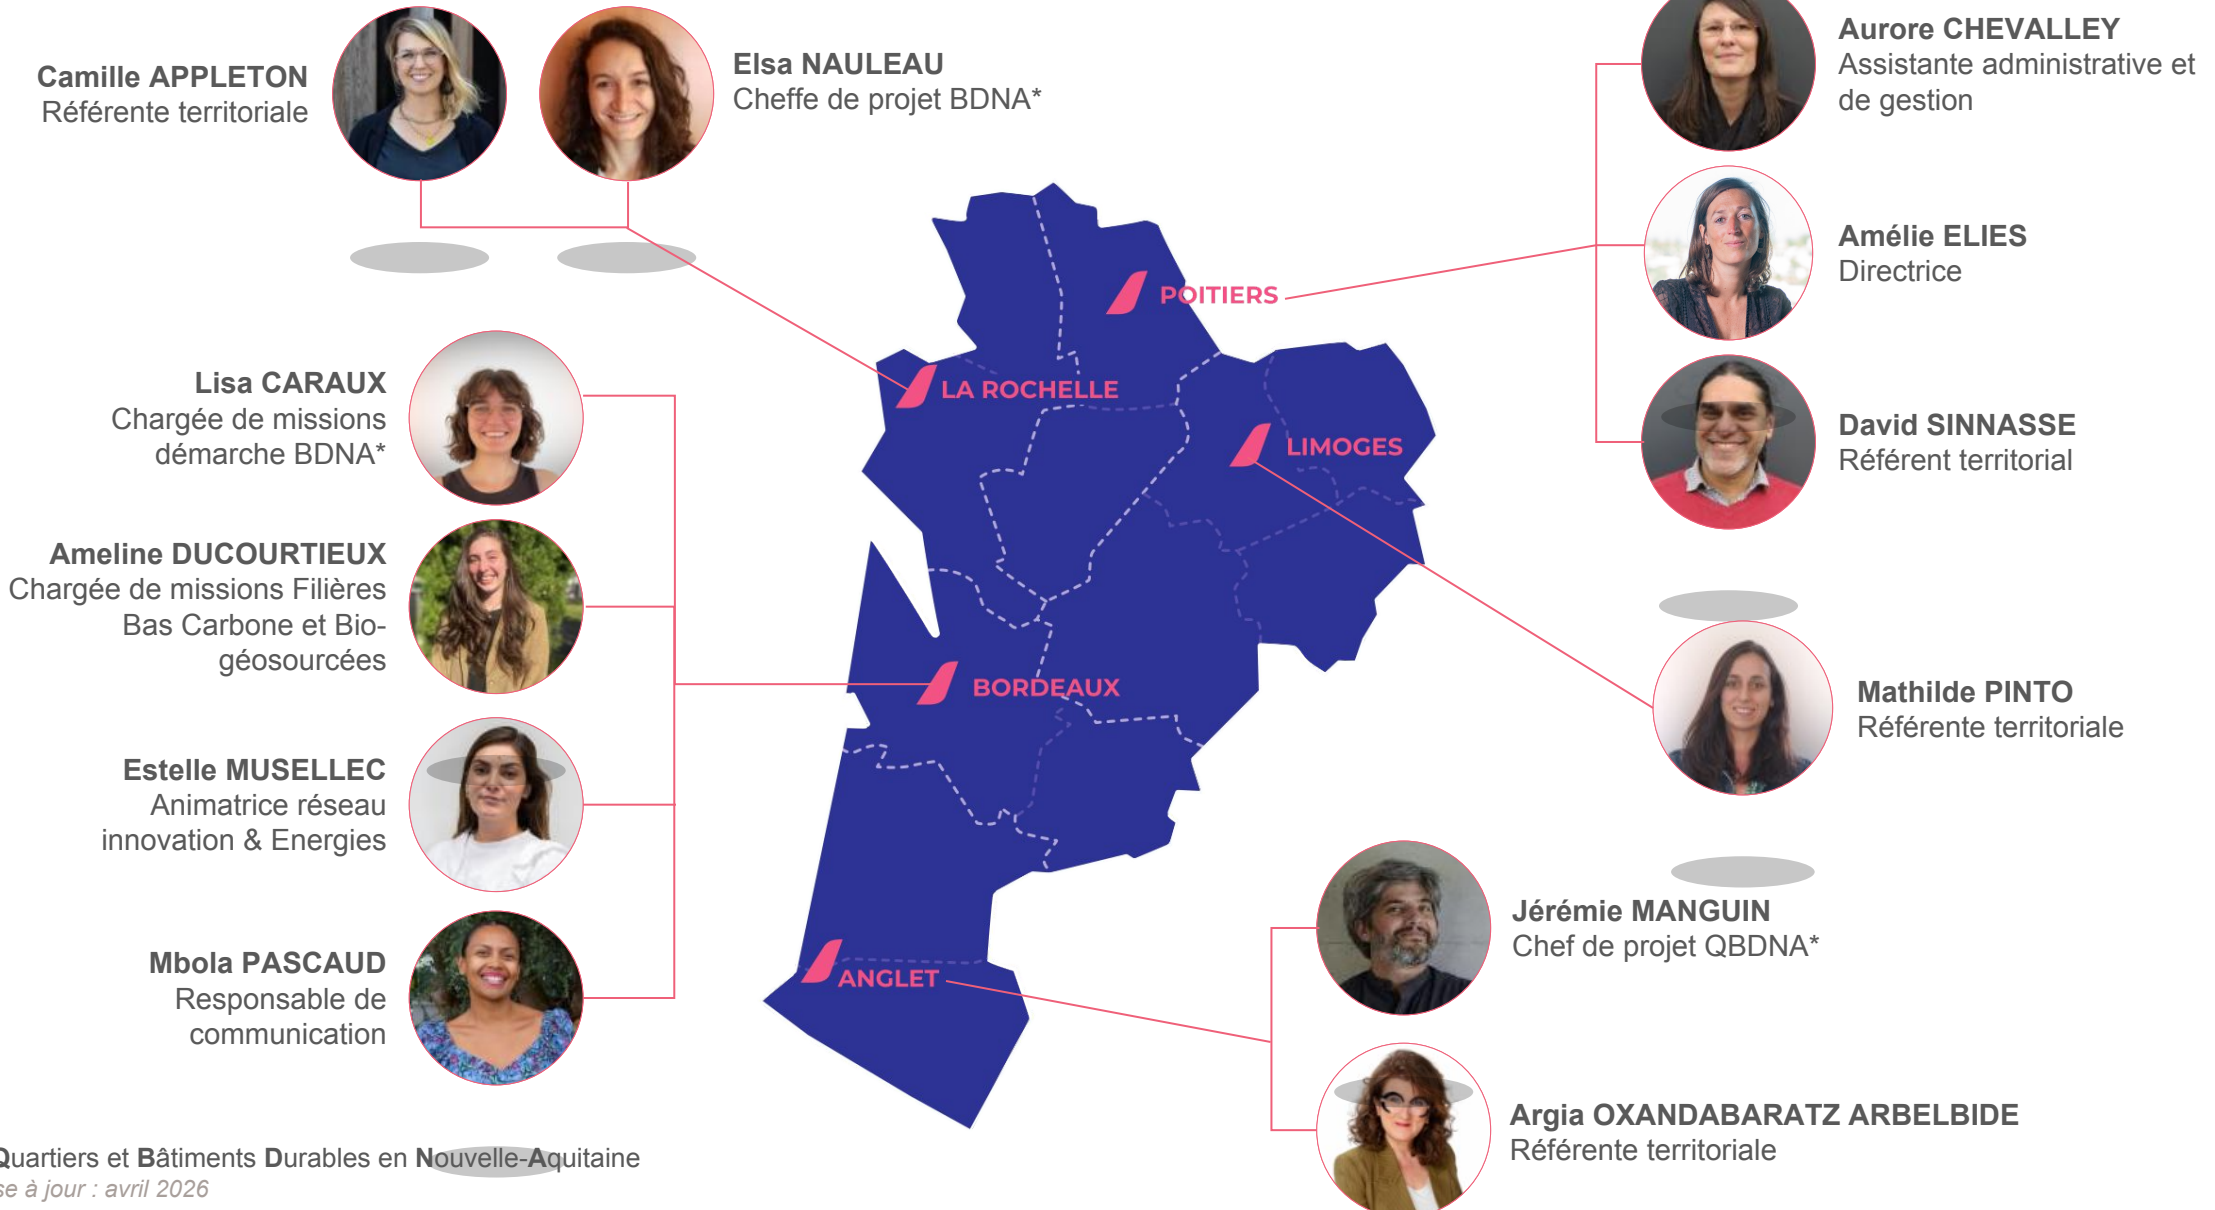 Camille APPLETON
Référente territoriale
Elsa NAULEAU
Cheffe de projet BDNA*
Aurore CHEVALLEY
Assistante administrative et
de gestion
Amélie ELIES
Directrice
David SINNASSE
Référent territorial
POITIERS
LA ROCHELLE
LIMOGES
BORDEAUX
ANGLET
Lisa CARAUX
Chargée de missions
démarche BDNA*
Ameline DUCOURTIEUX
Chargée de missions Filières
Bas Carbone et Bio-
géosourcées
Estelle MUSELLEC
Animatrice réseau
innovation & Energies
Mbola PASCAUD
Responsable de
communication
Mathilde PINTO
Référente territoriale
Jérémie MANGUIN
Chef de projet QBDNA*
Argia OXANDABARATZ ARBELBIDE
Référente territoriale
Quartiers et Bâtiments Durables en Nouvelle-Aquitaine
à jour : avril 2026